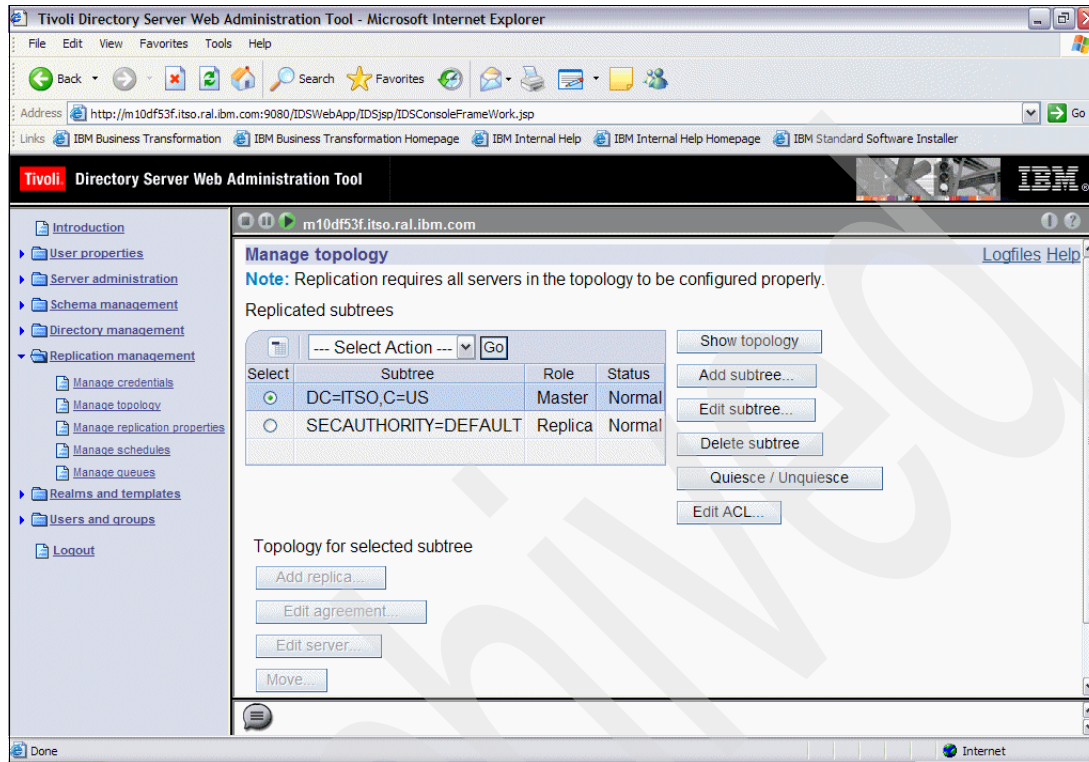 Tivoli Directory Server Web Administration Tool - Microsoft Internet Explorer
File Edit View Favorites Tools Help
Back Search Favorites
Address http://m10df53f.itso.ral.ibm.com:9080/IDSWebApp/IDSjsp/IDSConsoleFrameWork.jsp Go
Links IBM Business Transformation IBM Business Transformation Homepage IBM Internal Help IBM Internal Help Homepage IBM Standard Software Installer
Tivoli. Directory Server Web Administration Tool IBM®
Introduction
User properties
Server administration
Schema management
Directory management
Replication management
Manage credentials
Manage topology
Manage replication properties
Manage schedules
Manage queues
Realms and templates
Users and groups
Logout
m10df53f.itso.ral.ibm.com
Manage topology Logfiles Help
Note: Replication requires all servers in the topology to be configured properly.
Replicated subtrees
--- Select Action --- Go
Select Subtree Role Status
DC=ITSO,C=US Master Normal
SECAUTHORITY=DEFAULT Replica Normal
Show topology
Add subtree...
Edit subtree...
Delete subtree
Quiesce / Unquiesce
Edit ACL...
Topology for selected subtree
Add replica...
Edit agreement...
Edit server...
Move...
Done Internet